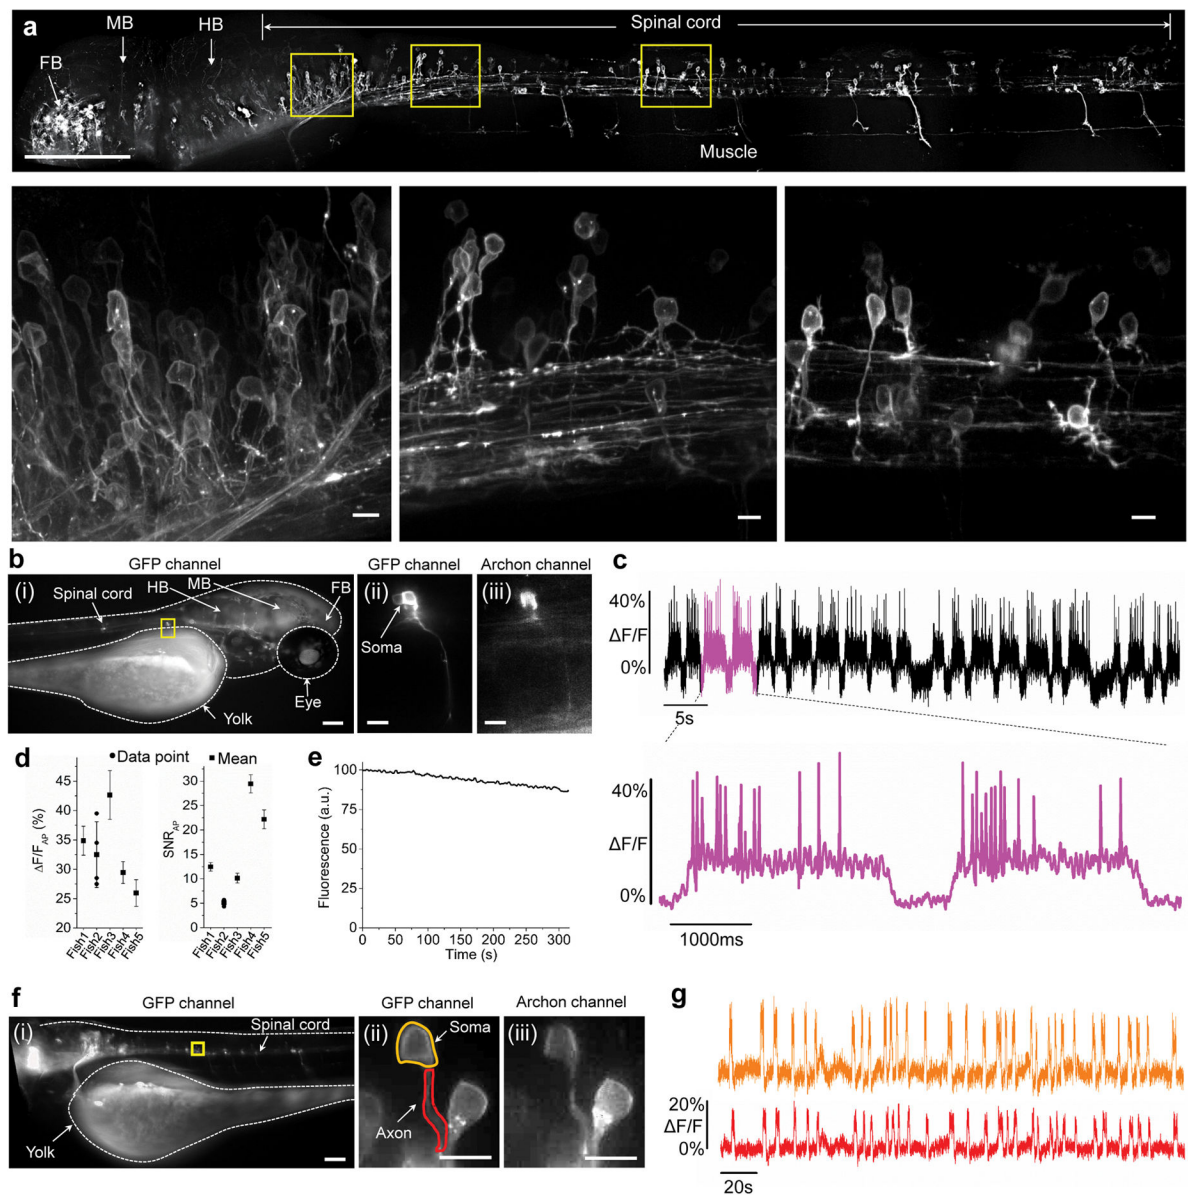 a
MB
HB
Spinal cord
FB
Muscle
b
GFP channel
GFP channel
Archon channel
(i)
Spinal cord
HB
MB
FB
Eye
Yolk
(ii)
Soma
(iii)
c
40%
ΔF/F
0%
5s
40%
ΔF/F
0%
1000ms
d
Data point
Mean
ΔF/F AP (%)
45
40
35
30
25
20
Fish1
Fish2
Fish3
Fish4
Fish5
SNR AP
35
30
25
20
15
10
5
0
Fish1
Fish2
Fish3
Fish4
Fish5
e
Fluorescence (a.u.)
100
75
50
25
0
0 50 100 150 200 250 300
Time (s)
f
GFP channel
GFP channel
Archon channel
(i)
Spinal cord
Yolk
(ii)
Soma
Axon
(iii)
g
20%
ΔF/F
0%
20s